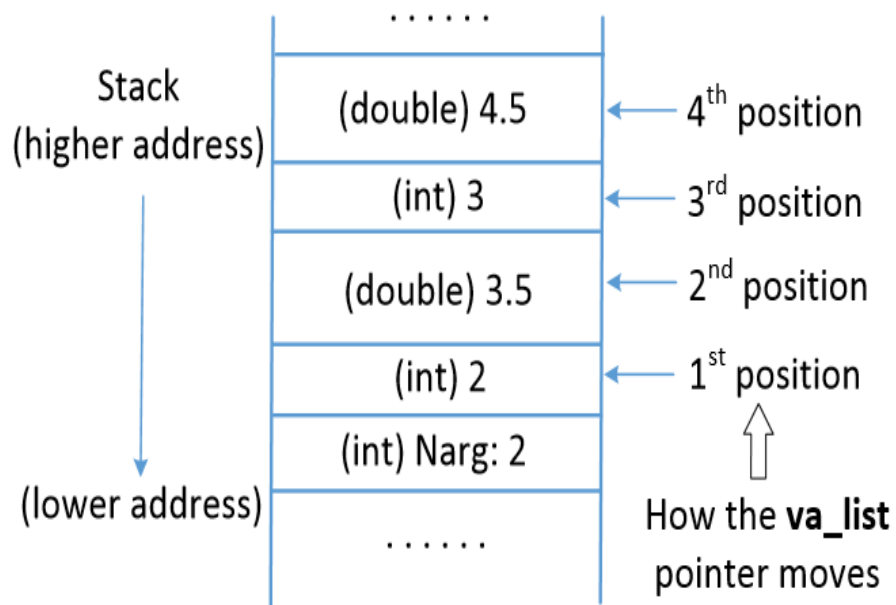 . . . . . .
Stack
(higher address)
(double) 4.5
4th position
(int) 3
3rd position
(double) 3.5
2nd position
(int) 2
1st position
(int) Narg: 2
(lower address)
. . . . . .
How the va_list
pointer moves